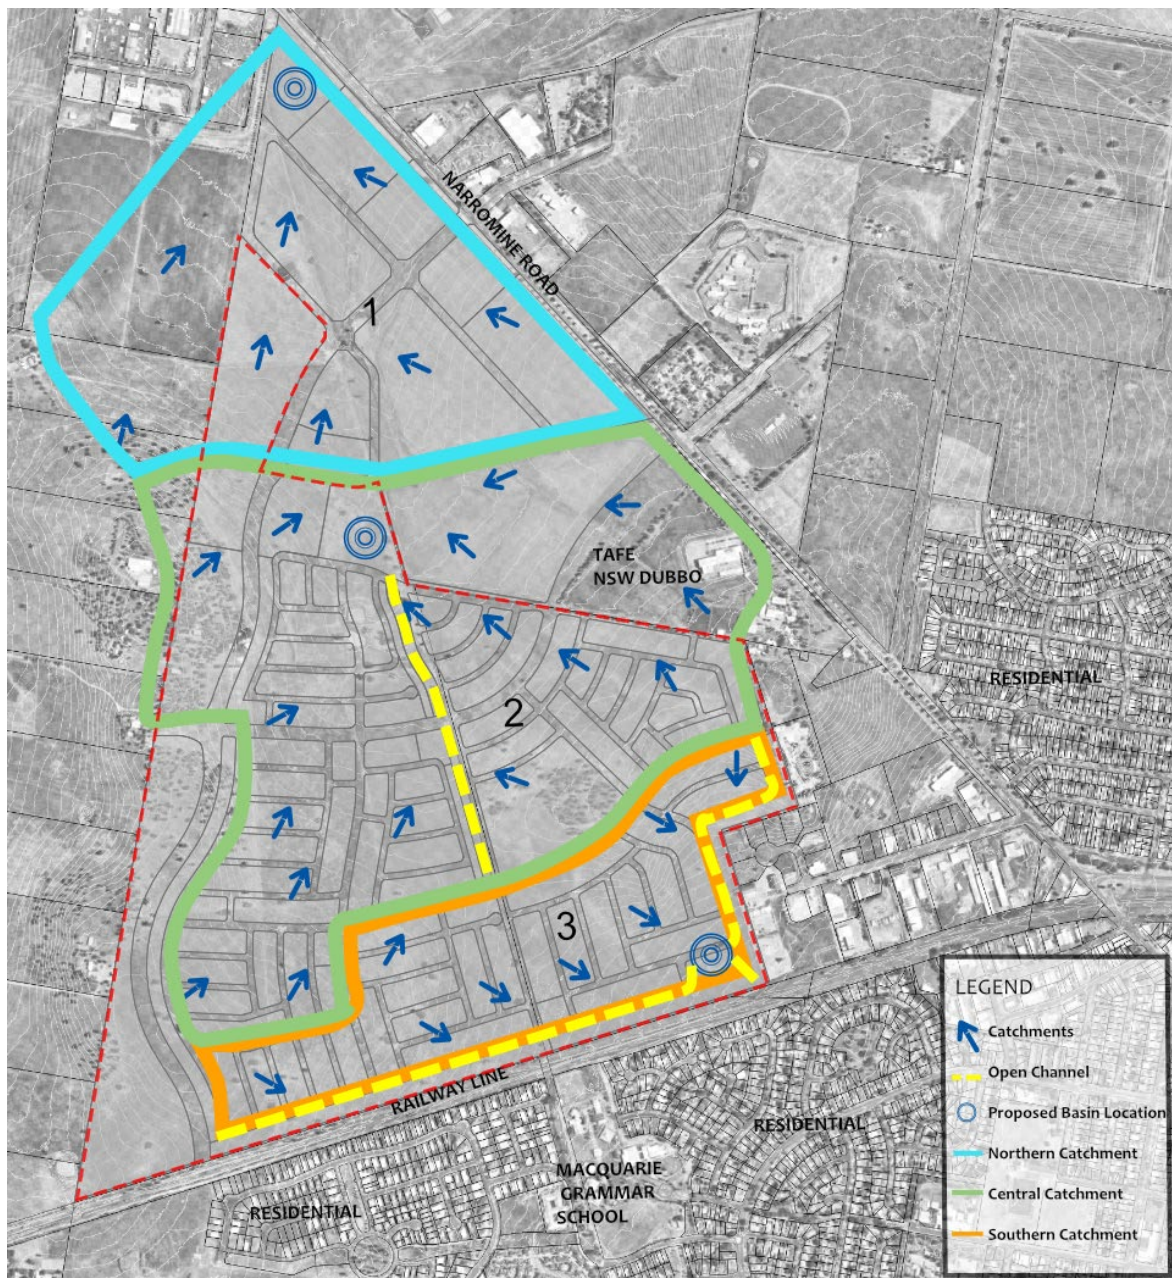 NARROMINE ROAD
1
TAFE
NSW DUBBO
RESIDENTIAL
2
3
RAILWAY LINE
RESIDENTIAL
MACQUARIE
GRAMMAR
SCHOOL
RESIDENTIAL
LEGEND
Catchments
Open Channel
Proposed Basin Location
Northern Catchment
Central Catchment
Southern Catchment